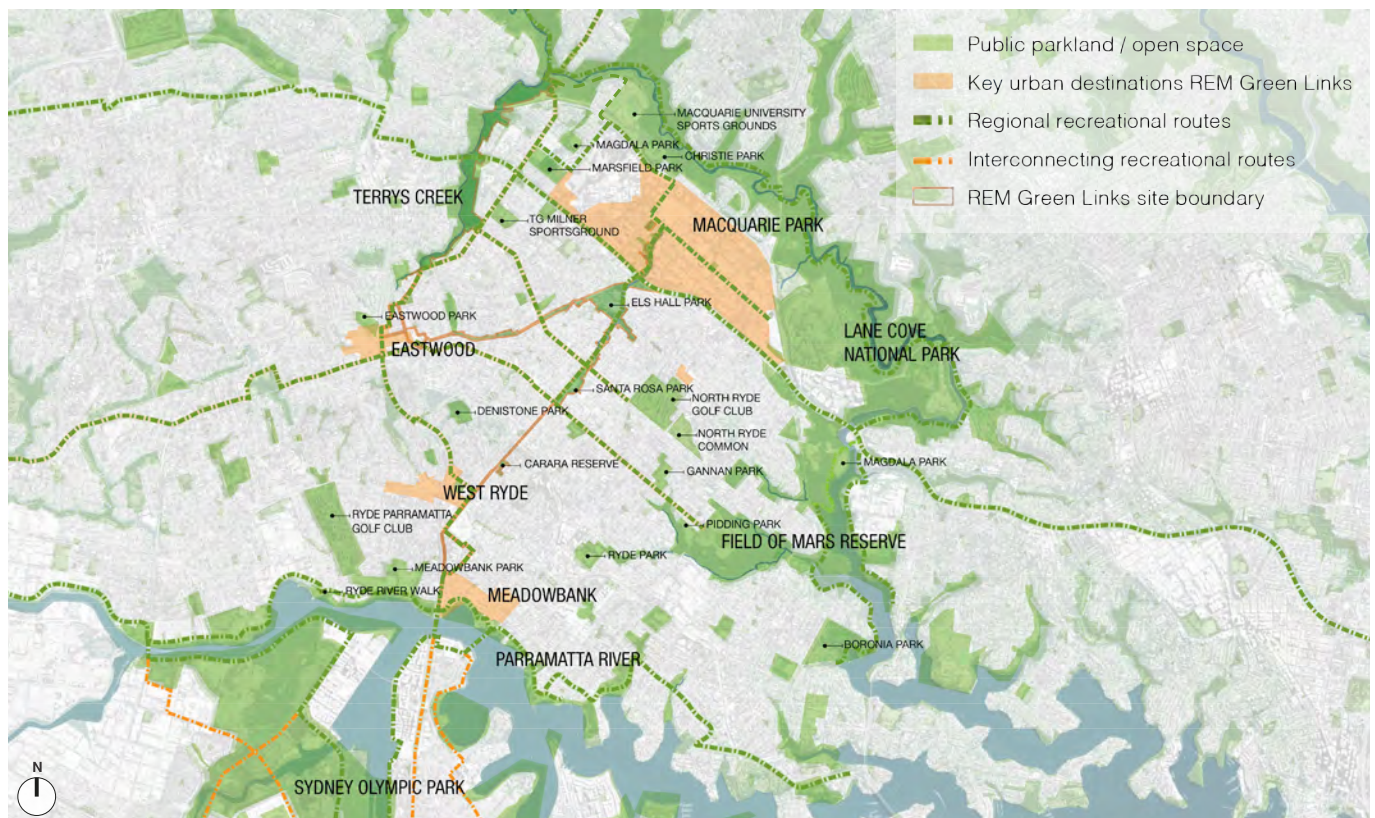 Public parkland / open space
Key urban destinations REM Green Links
Regional recreational routes
Interconnecting recreational routes
REM Green Links site boundary
MACQUARIE UNIVERSITY
SPORTS GROUNDS
MAGDALA PARK
CHRISTIE PARK
MARSFIELD PARK
TERRYS CREEK
TG MILNER
SPORTSGROUND
MACQUARIE PARK
ELS HALL PARK
EASTWOOD PARK
LANE COVE
NATIONAL PARK
EASTWOOD
SANTA ROSA PARK
NORTH RYDE
GOLF CLUB
DENISTONE PARK
NORTH RYDE
COMMON
CARARA RESERVE
GANNAN PARK
MAGDALA PARK
WEST RYDE
RYDE PARRAMATTA
GOLF CLUB
PIDDING PARK
FIELD OF MARS RESERVE
RYDE PARK
MEADOWBANK PARK
RYDE RIVER WALK
MEADOWBANK
BORONIA PARK
PARRAMATTA RIVER
N
SYDNEY OLYMPIC PARK